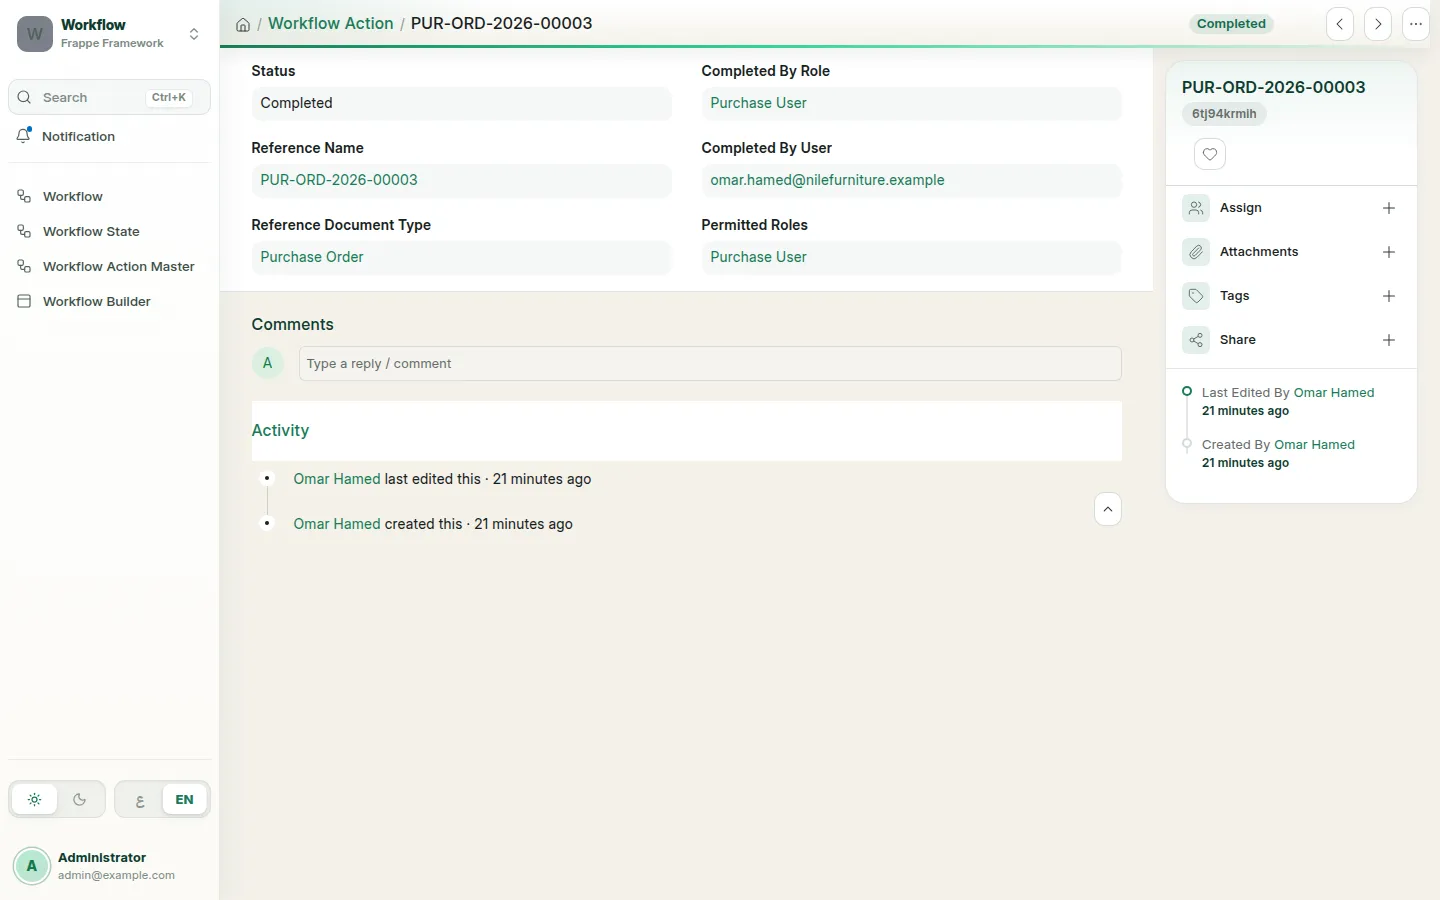 W
Workflow
Frappe Framework
Search
Ctrl+K
Notification
Workflow
Workflow State
Workflow Action Master
Workflow Builder
ع
EN
A
Administrator
admin@example.com
/ Workflow Action / PUR-ORD-2026-00003
Completed
Status
Completed
Completed By Role
Purchase User
Reference Name
PUR-ORD-2026-00003
Completed By User
omar.hamed@nilefurniture.example
Reference Document Type
Purchase Order
Permitted Roles
Purchase User
Comments
A
Type a reply / comment
Activity
Omar Hamed last edited this · 21 minutes ago
Omar Hamed created this · 21 minutes ago
PUR-ORD-2026-00003
6tj94krmih
Assign
Attachments
Tags
Share
Last Edited By Omar Hamed
21 minutes ago
Created By Omar Hamed
21 minutes ago